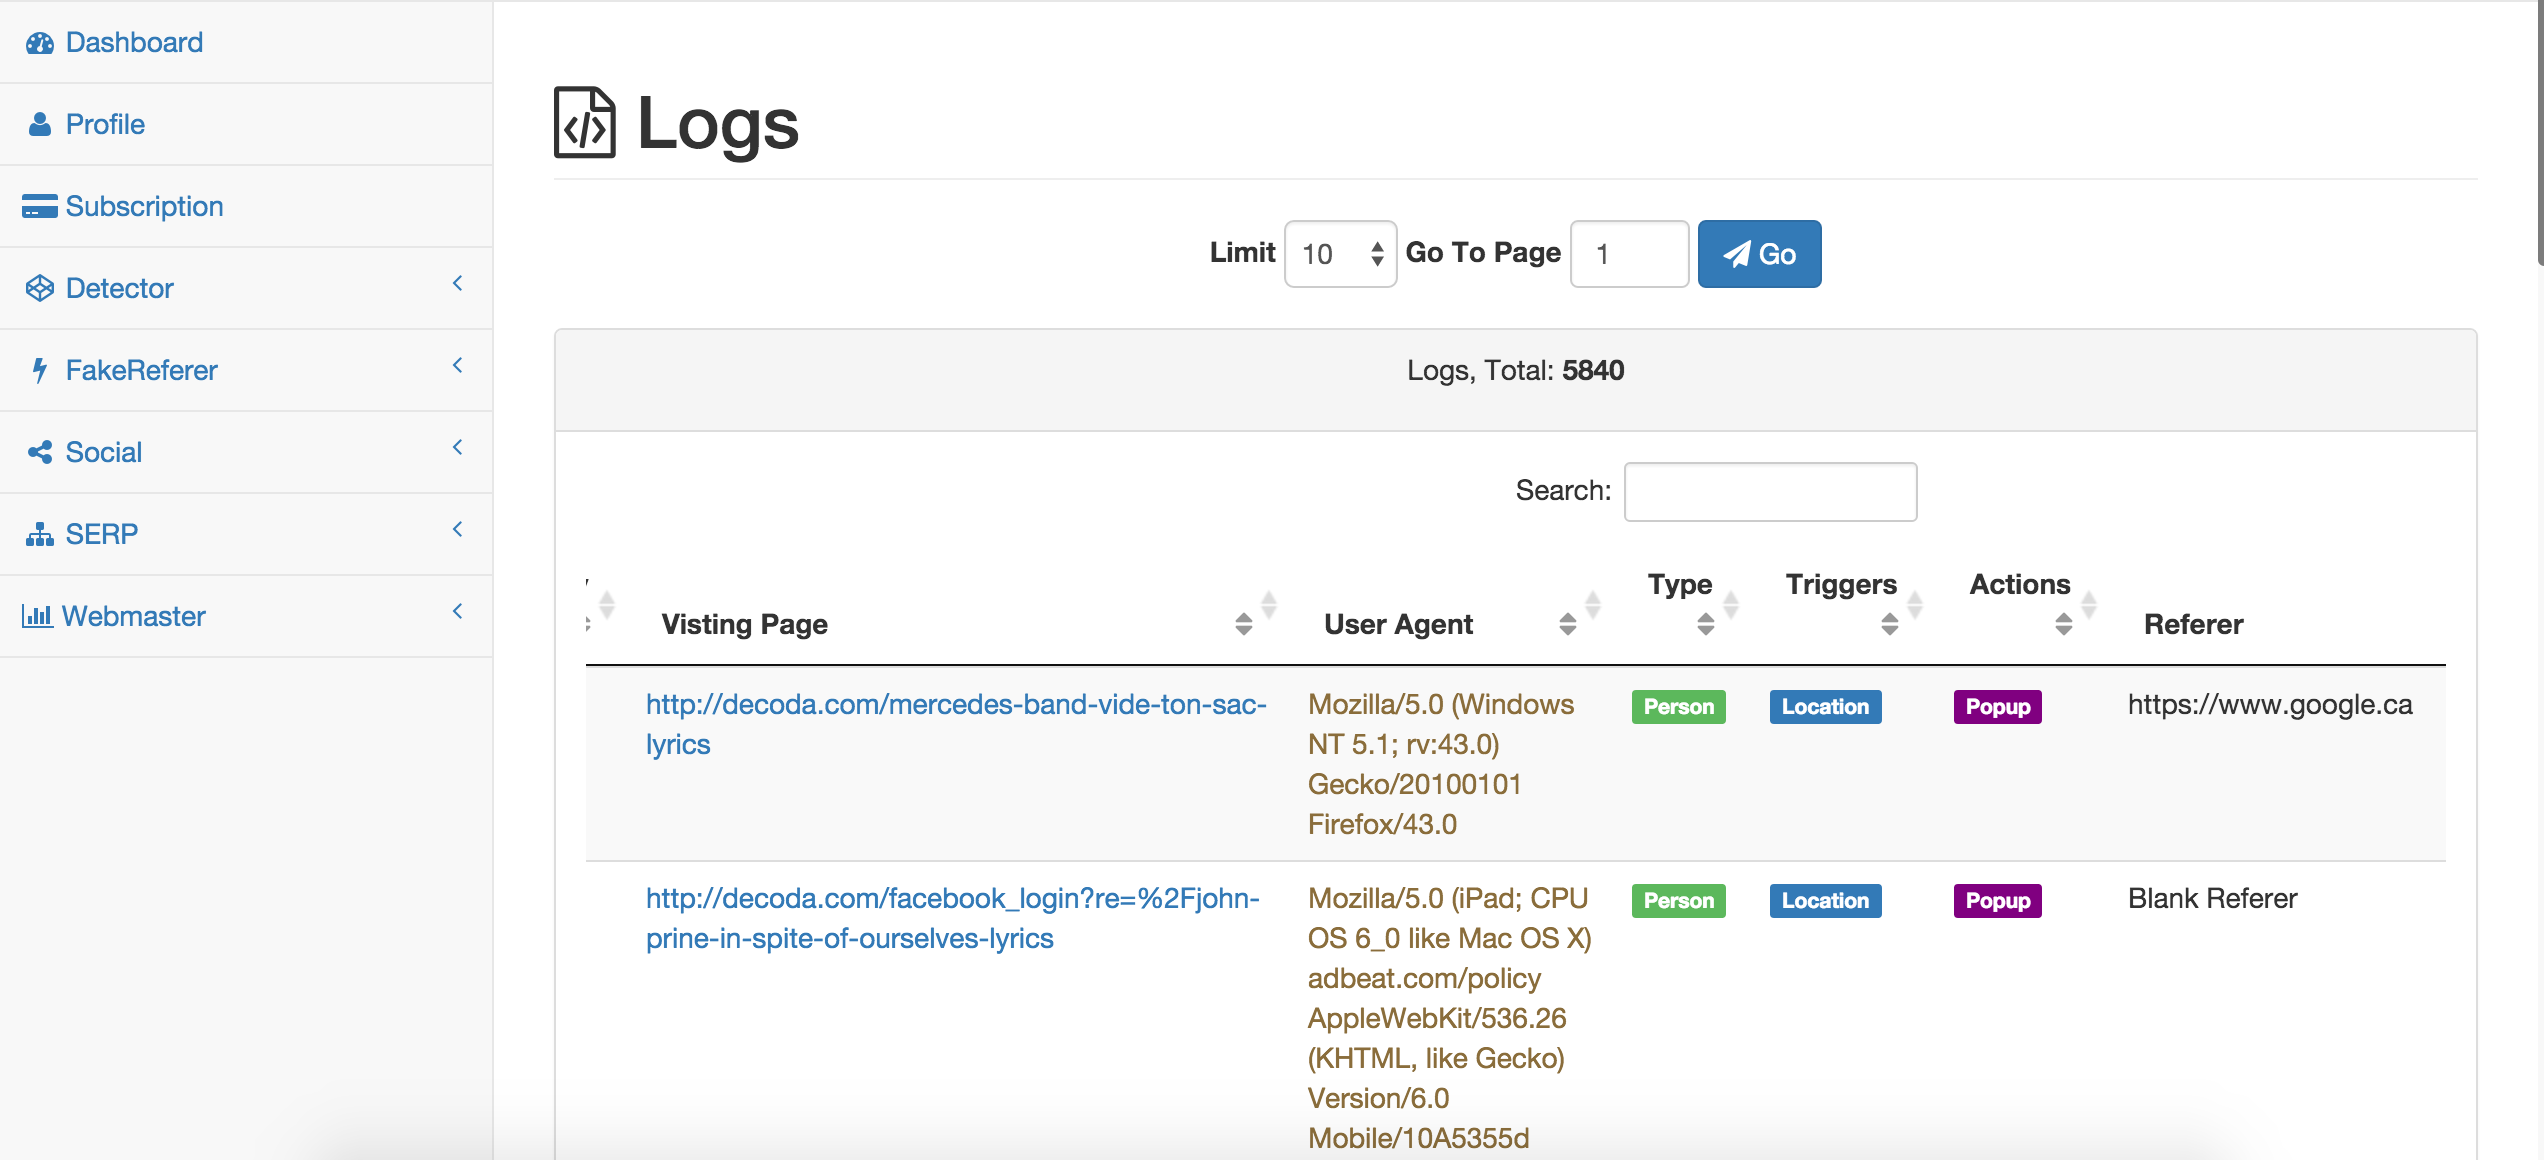 Dashboard
Profile
Subscription
Detector
FakeReferer
Social
SERP
Webmaster
Logs
Limit 10 Go To Page 1 Go
Logs, Total: 5840
Search:
Visting Page User Agent Type Triggers Actions Referer
http://decoda.com/mercedes-band-vide-ton-sac-
lyrics
Mozilla/5.0 (Windows
NT 5.1; rv:43.0)
Gecko/20100101
Firefox/43.0
Person Location Popup https://www.google.ca
http://decoda.com/facebook_login?re=%2Fjohn-
prine-in-spite-of-ourselves-lyrics
Mozilla/5.0 (iPad; CPU
OS 6_0 like Mac OS X)
adbeat.com/policy
AppleWebKit/536.26
(KHTML, like Gecko)
Version/6.0
Mobile/10A5355d
Person Location Popup Blank Referer